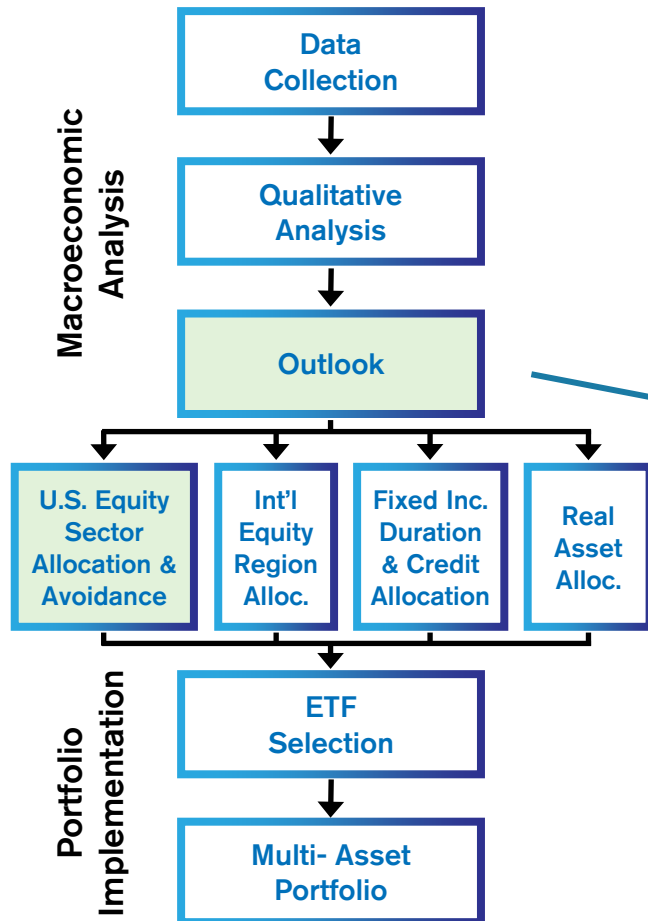 Data
Collection
Macroeconomic
Analysis
Qualitative
Analysis
Outlook
U.S. Equity
Sector
Allocation &
Avoidance
Int'l
Equity
Region
Alloc.
Fixed Inc.
Duration
& Credit
Allocation
Real
Asset
Alloc.
Portfolio
Implementation
ETF
Selection
Multi- Asset
Portfolio